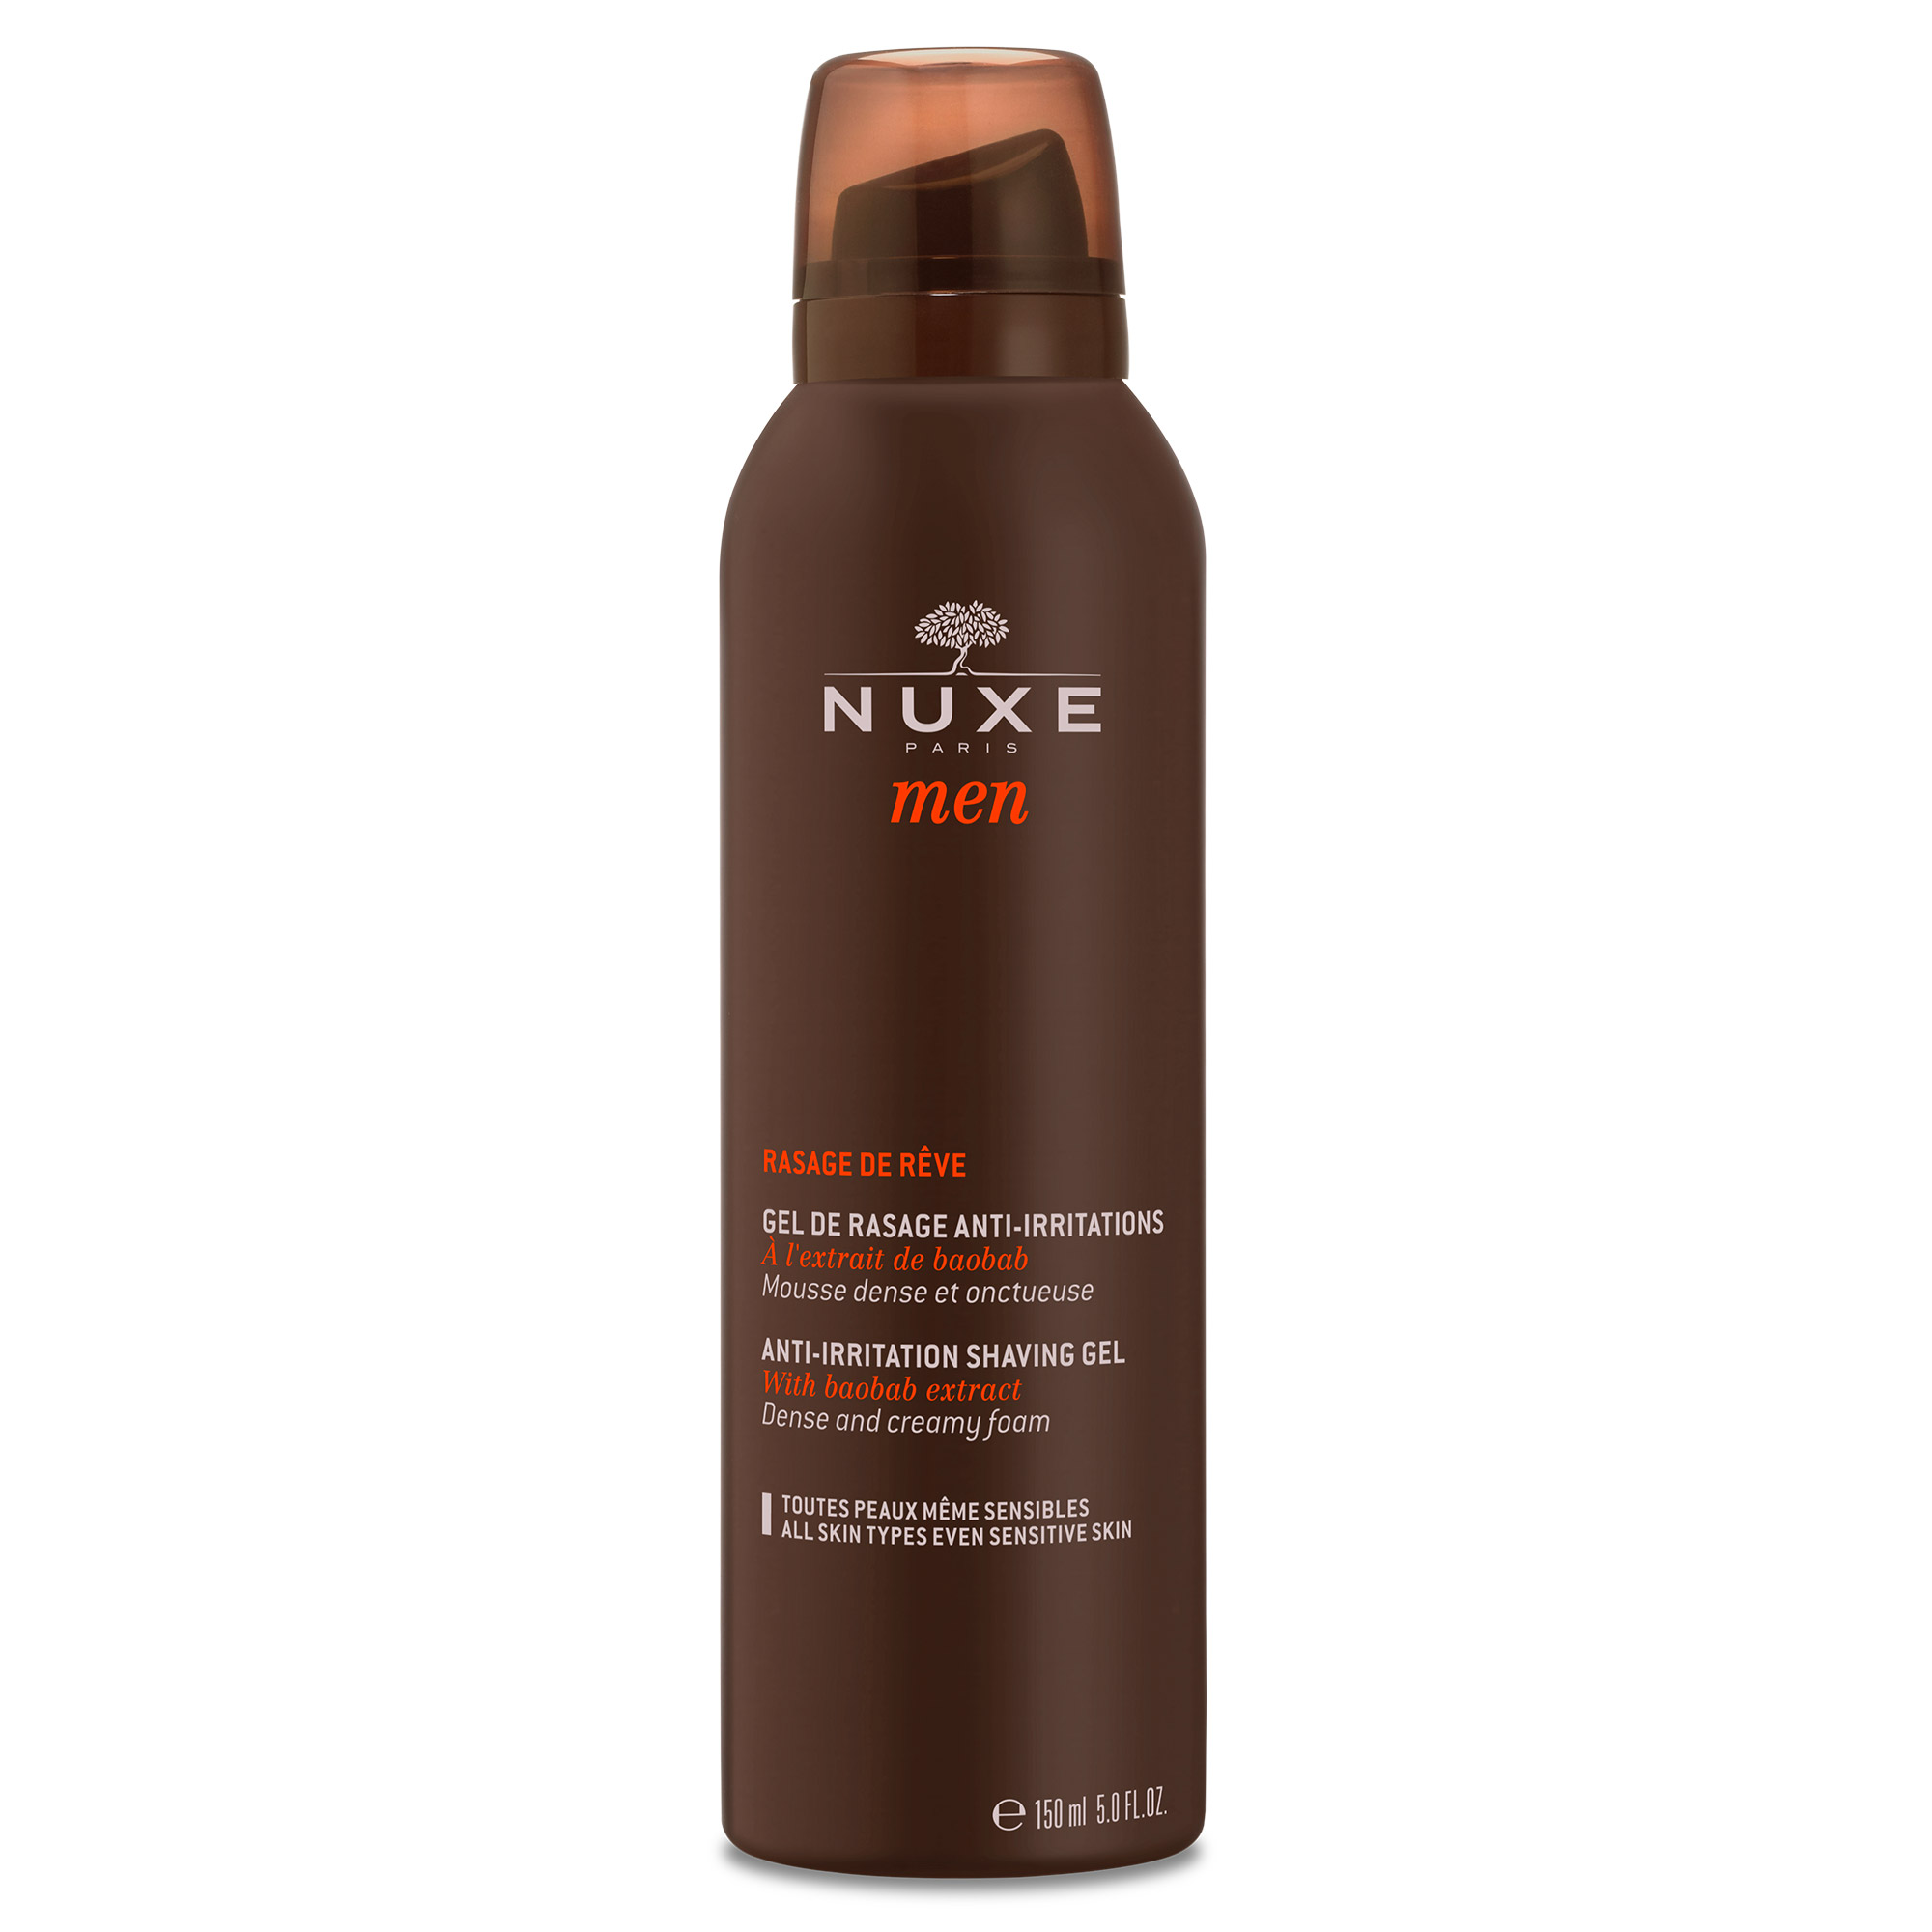 NUXE
PARIS
men
RASAGE DE RÊVE
GEL DE RASAGE ANTI-IRRITATIONS
À l'extrait de baobab
Mousse dense et onctueuse
ANTI-IRRITATION SHAVING GEL
With baobab extract
Dense and creamy foam
TOUTES PEAUX MÊME SENSIBLES
ALL SKIN TYPES EVEN SENSITIVE SKIN
℮ 150 ml 5.0 FL.OZ.